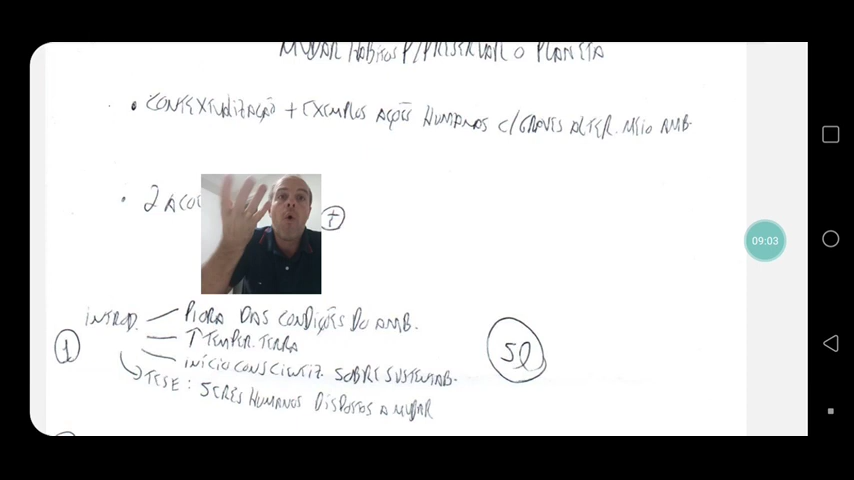 MUDAR HÁBITOS P/ PRESERVAR O PLANETA
• CONTEXTUALIZAÇÃO + EXEMPLOS AÇÕES HUMANAS C/ GRAVES ALTER. MEIO AMB.
• 2 AÇÕ
+
INTROD. PIORA DAS CONDIÇÕES DO AMB.
↑ TEMPER. TERRA
1
INÍCIO CONSCIENTIZ. SOBRE SUSTENTAB.
TESE: SERES HUMANOS DISPOSTOS A MUDAR
5l
09:03